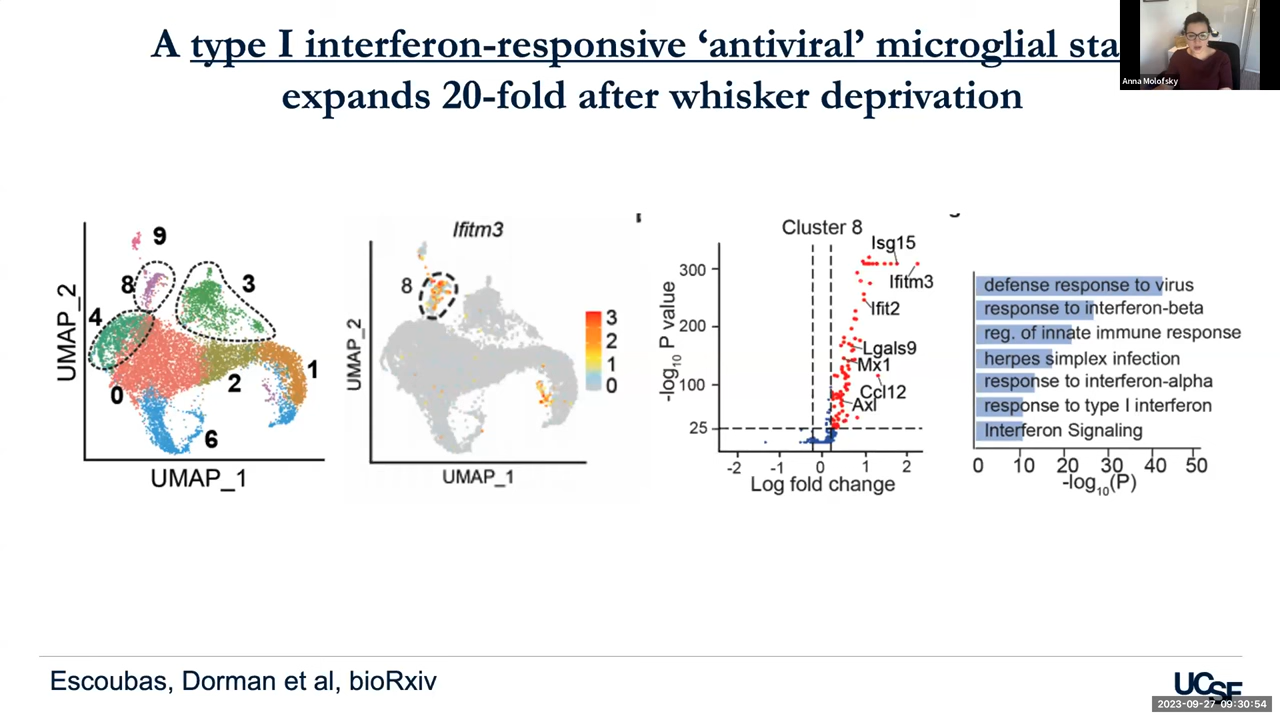 A type I interferon-responsive ‘antiviral’ microglial sta
expands 20-fold after whisker deprivation
Anna Molofsky
9
8
3
4
0
2
1
6
UMAP_2
UMAP_1
Ifitm3
8
3
2
1
0
UMAP_2
UMAP_1
Cluster 8
Isg15
Ifitm3
Ifit2
Lgals9
Mx1
Ccl12
Axl
300
200
100
25
-log10 P value
-2 -1 0 1 2
Log fold change
defense response to virus
response to interferon-beta
reg. of innate immune response
herpes simplex infection
response to interferon-alpha
response to type I interferon
Interferon Signaling
0 10 20 30 40 50
-log10(P)
Escoubas, Dorman et al, bioRxiv
UCSF
2023-09-27 09:30:54